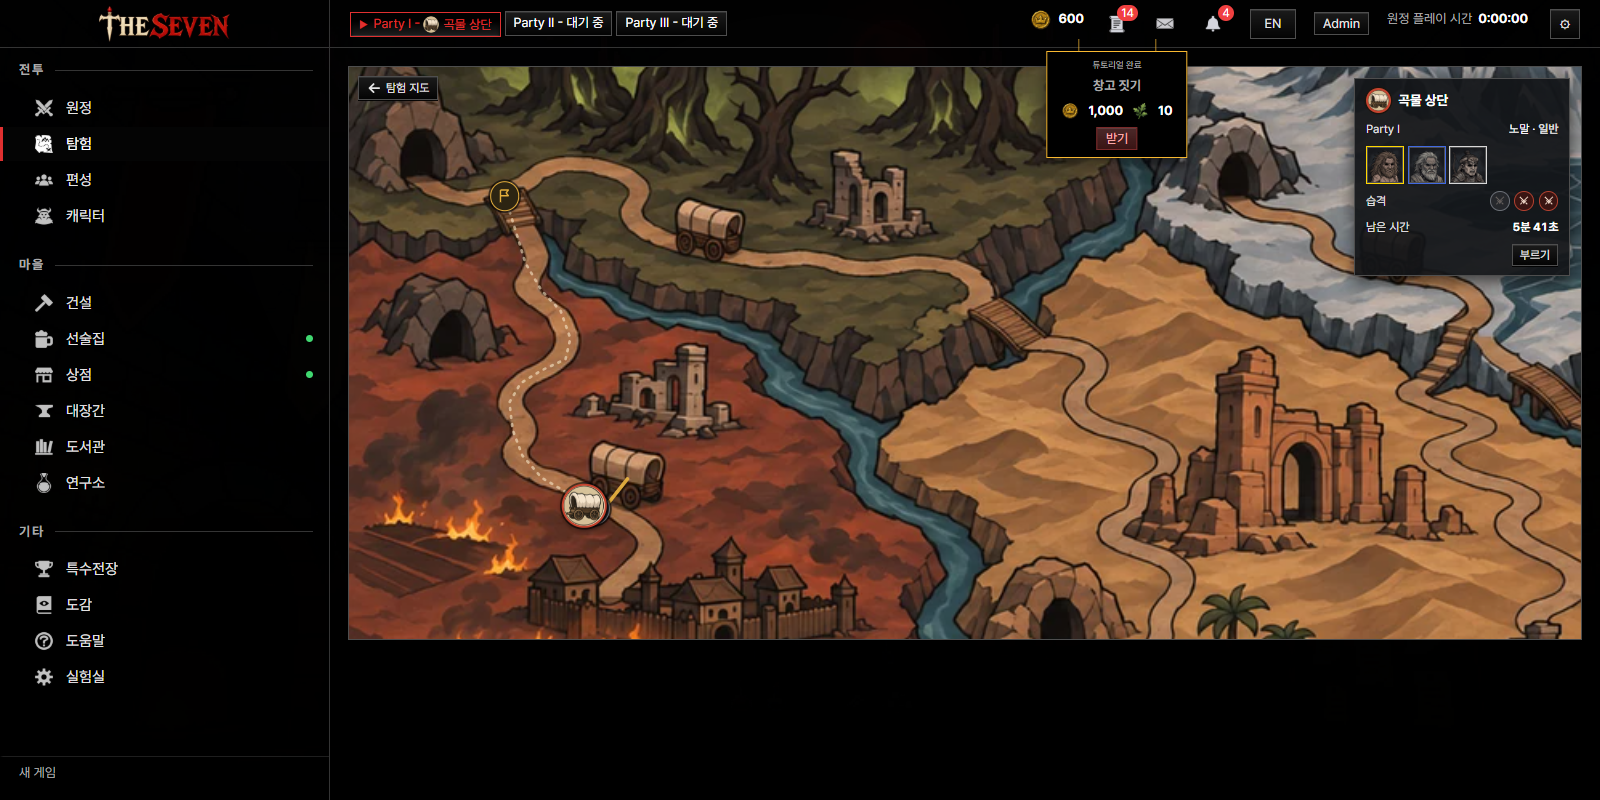 THE SEVEN
Party I - 곡물 상단
Party II - 대기 중
Party III - 대기 중
600
14
4
EN
Admin
원정 플레이 시간 0:00:00
전투
원정
탐험
편성
캐릭터
마을
건설
선술집
상점
대장간
도서관
연구소
기타
특수전장
도감
도움말
실험실
새 게임
탐험 지도
튜토리얼 완료
창고 짓기
1,000 10
받기
곡물 상단
Party I 노말 · 일반
습격
남은 시간 5분 41초
부르기